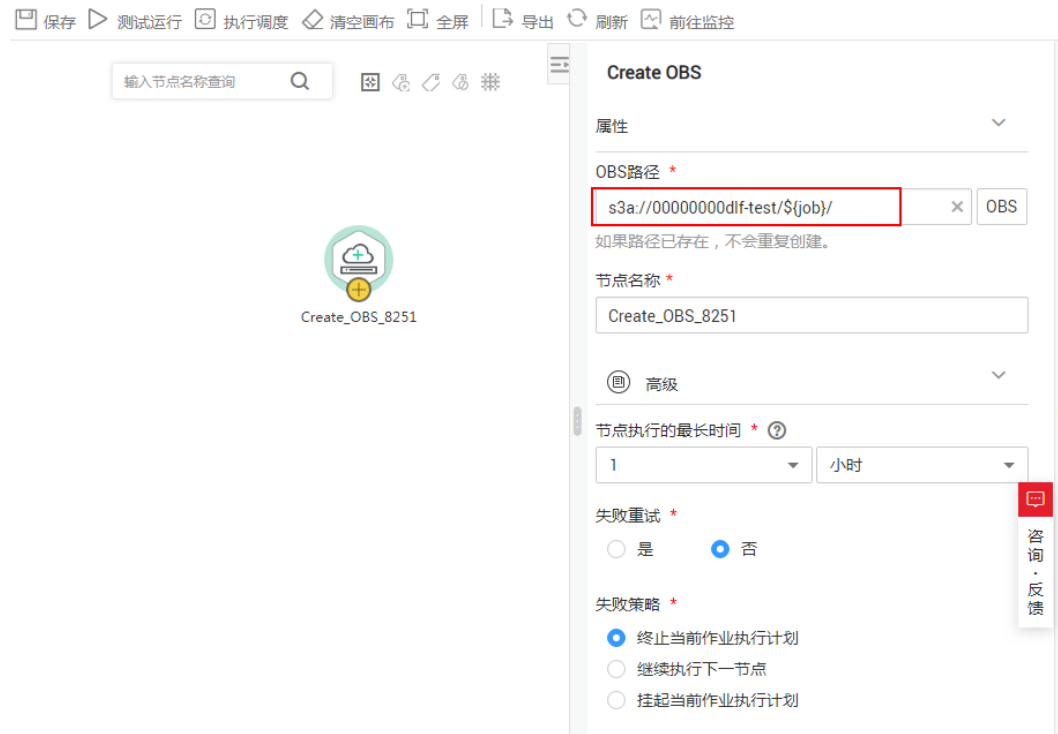 保存 测试运行 执行调度 清空画布 全屏 导出 刷新 前往监控
输入节点名称查询
Create_OBS_8251
Create OBS
属性
OBS路径 *
s3a://00000000dlf-test/${job}/ × OBS
如果路径已存在，不会重复创建。
节点名称 *
Create_OBS_8251
高级
节点执行的最长时间 * ?
1 小时
失败重试 *
是 否
失败策略 *
终止当前作业执行计划
继续执行下一节点
挂起当前作业执行计划
咨询·反馈